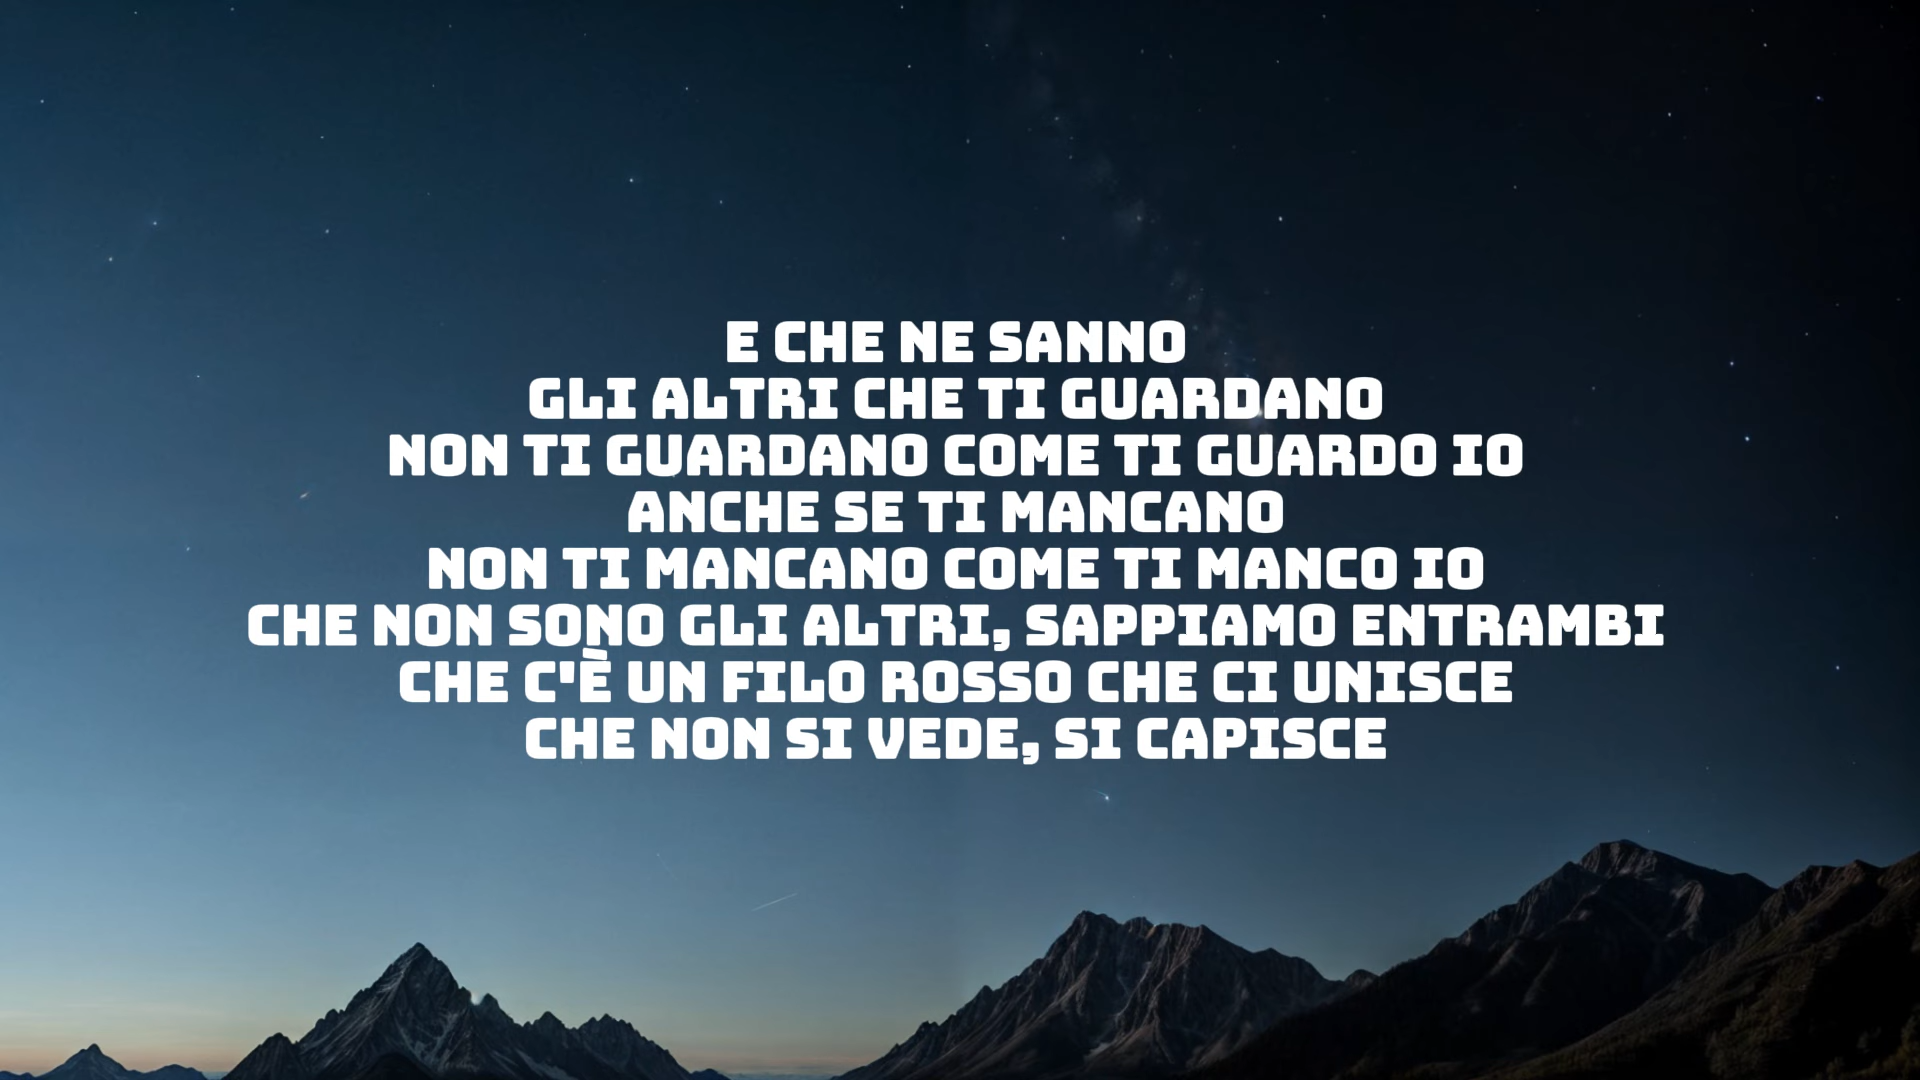 E CHE NE SANNO
GLI ALTRI CHE TI GUARDANO
NON TI GUARDANO COME TI GUARDO IO
ANCHE SE TI MANCANO
NON TI MANCANO COME TI MANCO IO
CHE NON SONO GLI ALTRI, SAPPIAMO ENTRAMBI
CHE C'È UN FILO ROSSO CHE CI UNISCE
CHE NON SI VEDE, SI CAPISCE